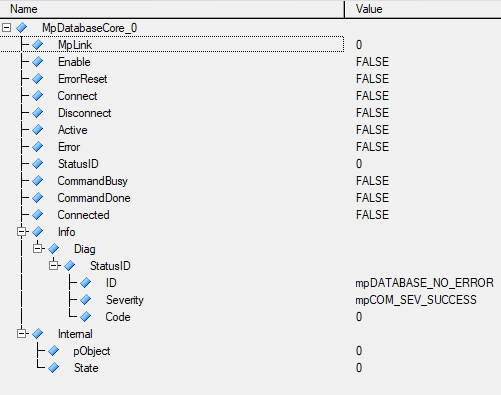 Name Value
MpDatabaseCore_0
MpLink 0
Enable FALSE
ErrorReset FALSE
Connect FALSE
Disconnect FALSE
Active FALSE
Error FALSE
StatusID 0
CommandBusy FALSE
CommandDone FALSE
Connected FALSE
Info
Diag
StatusID
ID mpDATABASE_NO_ERROR
Severity mpCOM_SEV_SUCCESS
Code 0
Internal
pObject 0
State 0